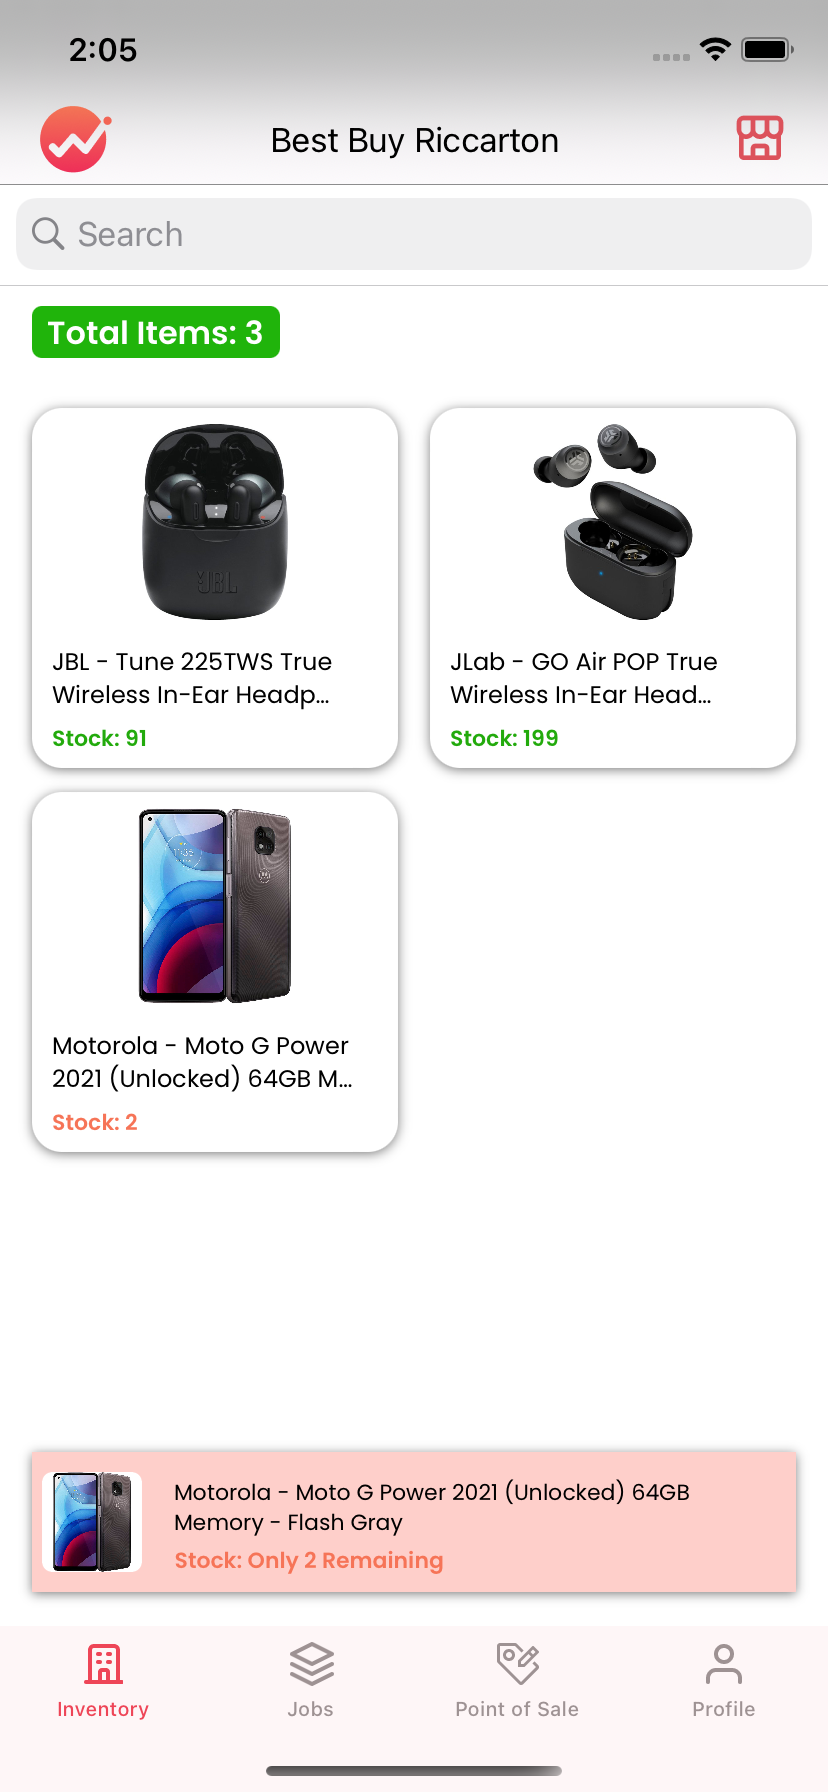 2:05
Best Buy Riccarton
Search
Total Items: 3
JBL
JBL - Tune 225TWS True
Wireless In-Ear Headp...
Stock: 91
JLab - GO Air POP True
Wireless In-Ear Head...
Stock: 199
Motorola - Moto G Power
2021 (Unlocked) 64GB M...
Stock: 2
Motorola - Moto G Power 2021 (Unlocked) 64GB
Memory - Flash Gray
Stock: Only 2 Remaining
Inventory
Jobs
Point of Sale
Profile